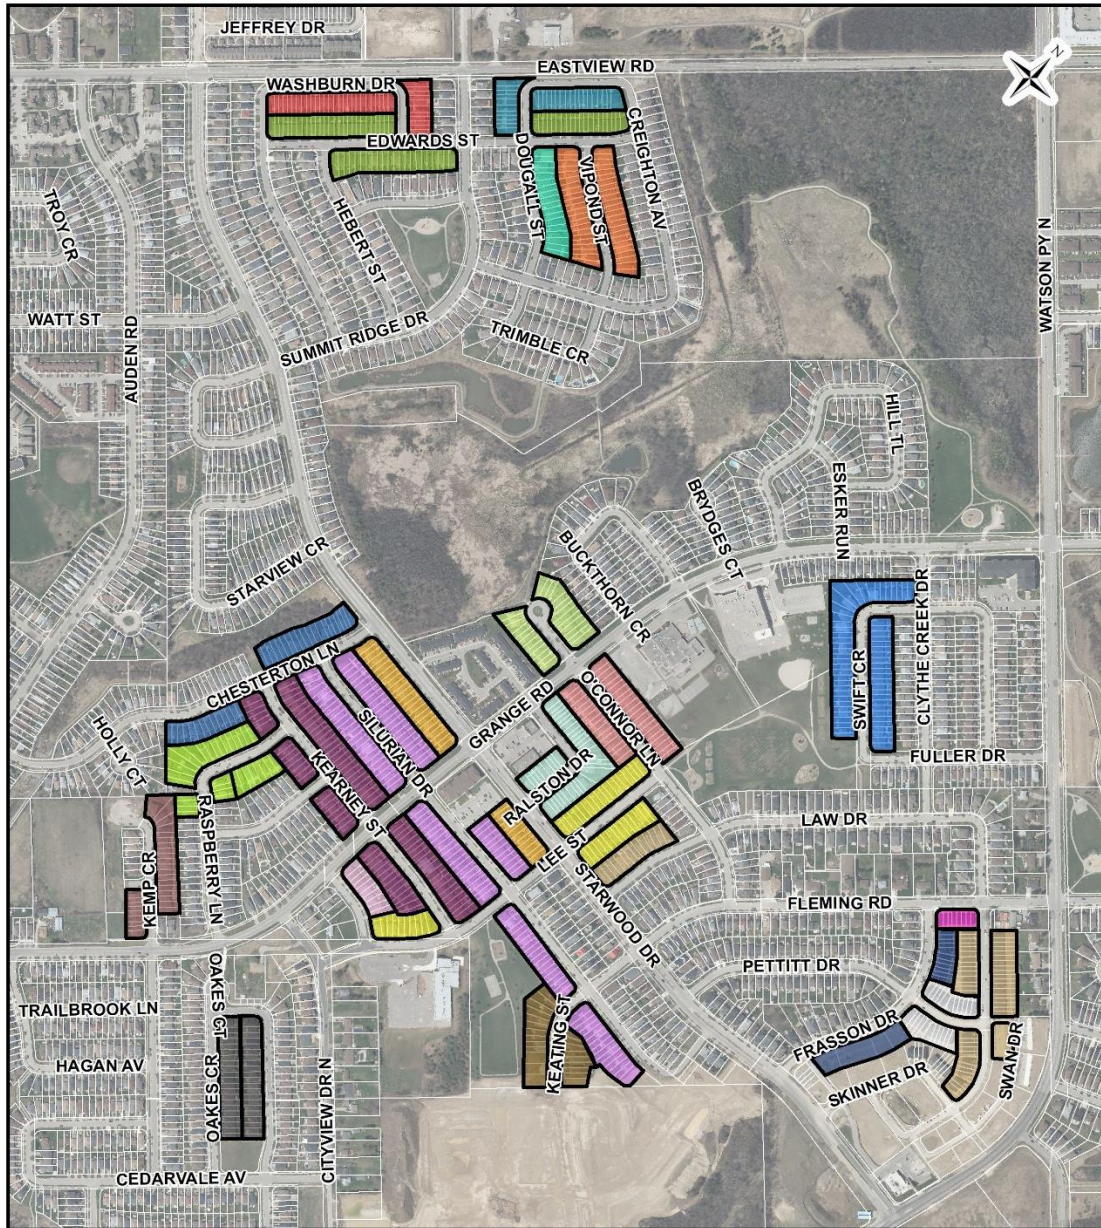 JEFFREY DR
EASTVIEW RD
N
WASHBURN DR
EDWARDS ST
CREIGHTON AV
DOUGALL ST
VIPOND ST
TROY CR
HEBERT ST
WATSON PY N
WATT ST
AUDEN RD
SUMMIT RIDGE DR
TRIMBLE CR
HILL TL
ESKER RUN
BRYDGES CT
BUCKTHORN CR
STARVIEW CR
CHESTERTON LN
HOLLY CT
GRANGE RD
O'CONNOR LN
SWIFT CR
CLYTHE CREEK DR
SILURIAN DR
KEARNEY ST
RALSTON DR
FULLER DR
RASPBERRY LN
KEMP CR
LEE ST
LAW DR
STARWOOD DR
FLEMING RD
PETTITT DR
OAKES CT
TRAILBROOK LN
HAGAN AV
OAKES CR
CITYVIEW DR N
KEATING ST
FRASSON DR
SKINNER DR
SWAN DR
CEDARVALE AV